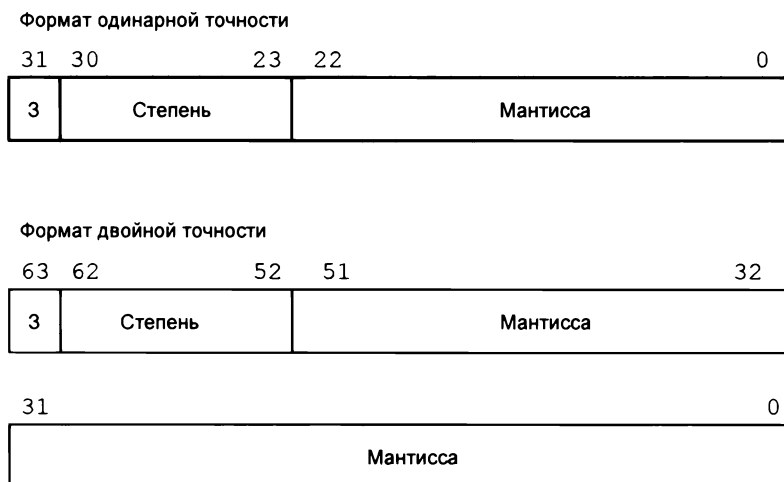 Формат одинарной точности
31 30 23 22 0
З Степень Мантисса
Формат двойной точности
63 62 52 51 32
З Степень Мантисса
31 0
Мантисса